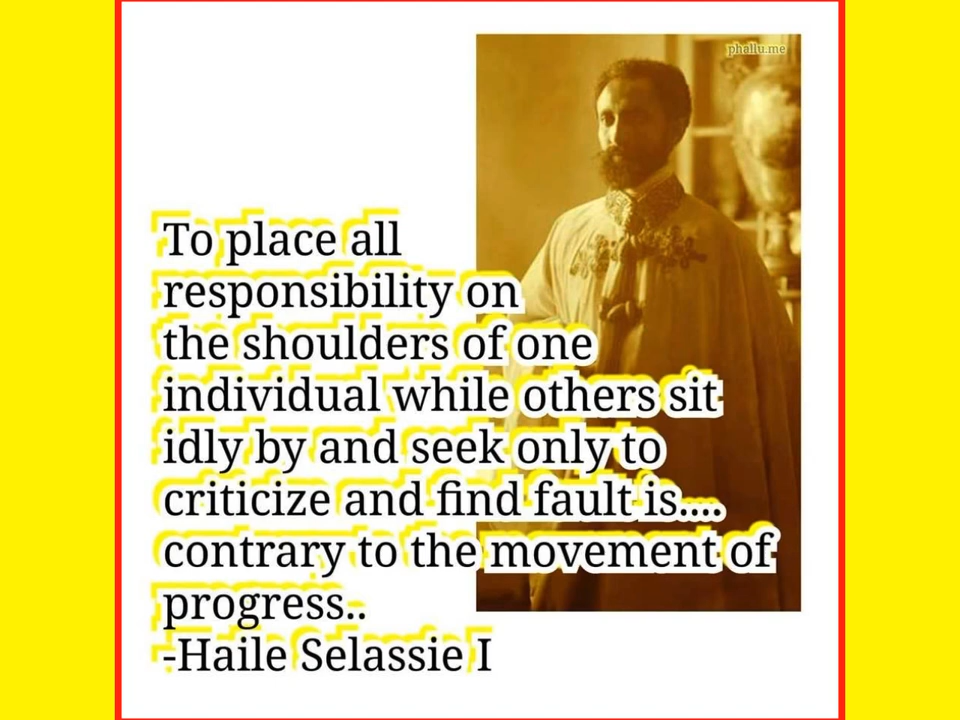 phallu.me
To place all
responsibility on
the shoulders of one
individual while others sit
idly by and seek only to
criticize and find fault is....
contrary to the movement of
progress..
-Haile Selassie I